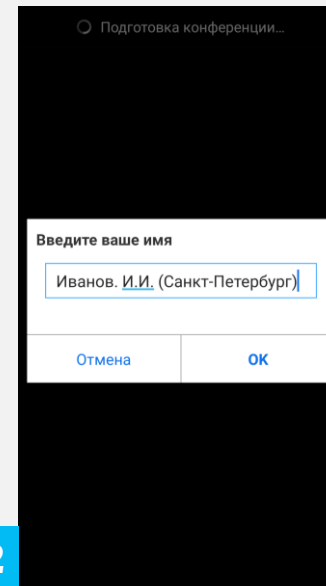 Подготовка конференции...
Введите ваше имя
Иванов. И.И. (Санкт-Петербург)
Отмена
OK
2